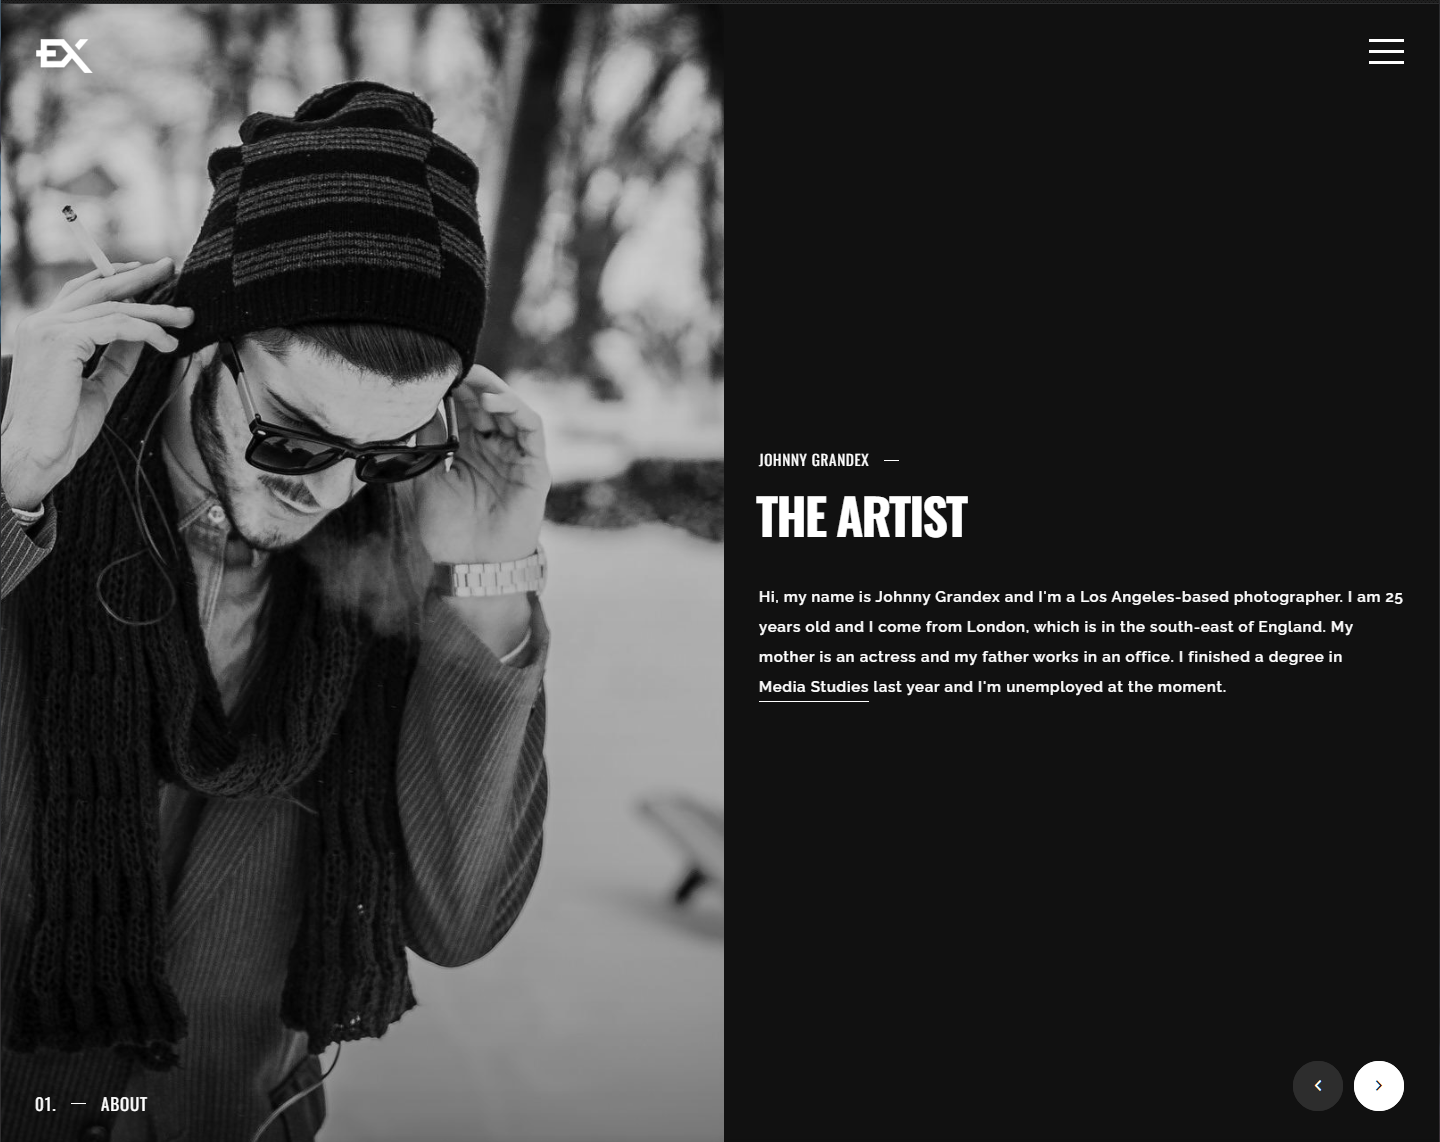 EX
JOHNNY GRANDEX —
THE ARTIST
Hi, my name is Johnny Grandex and I'm a Los Angeles-based photographer. I am 25
years old and I come from London, which is in the south-east of England. My
mother is an actress and my father works in an office. I finished a degree in
Media Studies last year and I'm unemployed at the moment.
01. — ABOUT